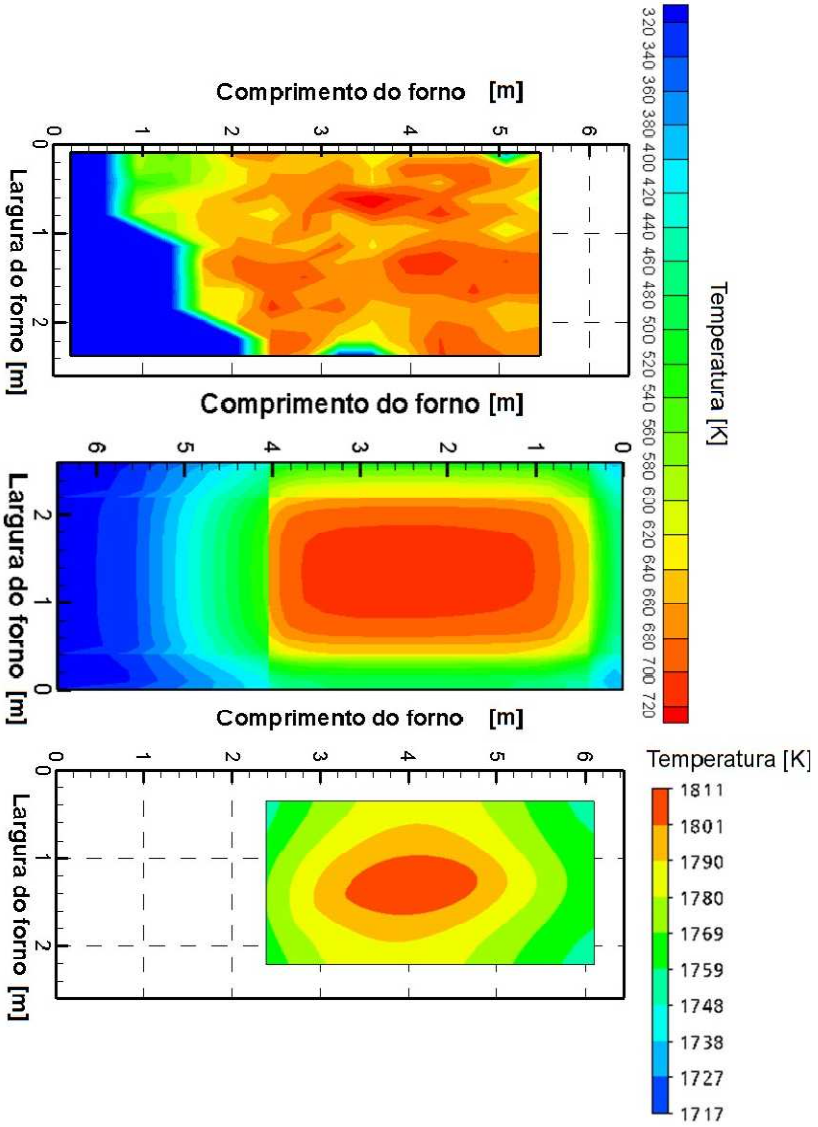 320 340 360 380 400 420 440 460 480 500 520 540 560 580 600 620 640 660 680 700 720
Temperatura [K]
Comprimento do forno [m]
0 1 2 3 4 5 6
0 1 2
Largura do forno [m]
Comprimento do forno [m]
6 5 4 3 2 1 0
2 1 0
Largura do forno [m]
Comprimento do forno [m]
0 1 2 3 4 5 6
0 1 2
Largura do forno [m]
Temperatura [K]
1811
1801
1790
1780
1769
1759
1748
1738
1727
1717